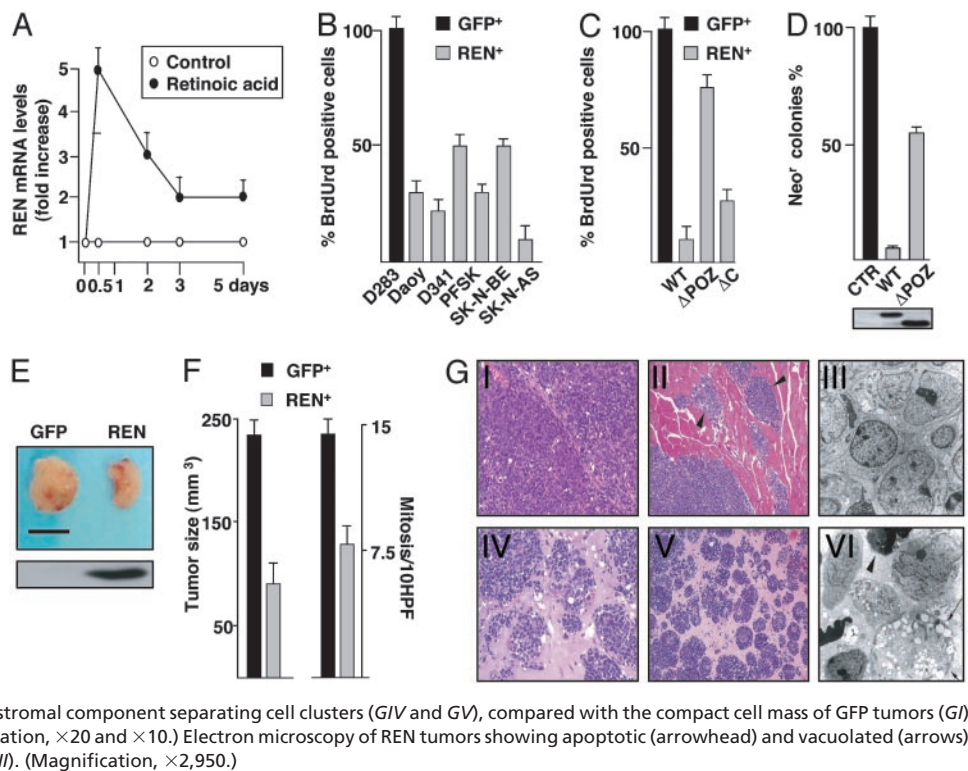 A
REN mRNA levels
(fold increase)
5
4
3
2
1
Control
Retinoic acid
0 0.5 1 2 3 5 days
B
GFP+
REN+
% BrdUrd positive cells
100
50
D283
Daoy
D341
PFSK
SK-N-BE
SK-N-AS
C
GFP+
REN+
% BrdUrd positive cells
100
50
WT
ΔPOZ
ΔC
D
Neoʳ colonies %
100
50
CTR
WT
ΔPOZ
E
GFP REN
F
GFP+
REN+
Tumor size (mm³)
250
150
50
15
7.5
Mitosis/10HPF
G
I
II
III
IV
V
VI
stromal component separating cell clusters (GIV and GV), compared with the compact cell mass of GFP tumors (GI)
ation, ×20 and ×10.) Electron microscopy of REN tumors showing apoptotic (arrowhead) and vacuolated (arrows)
II). (Magnification, ×2,950.)